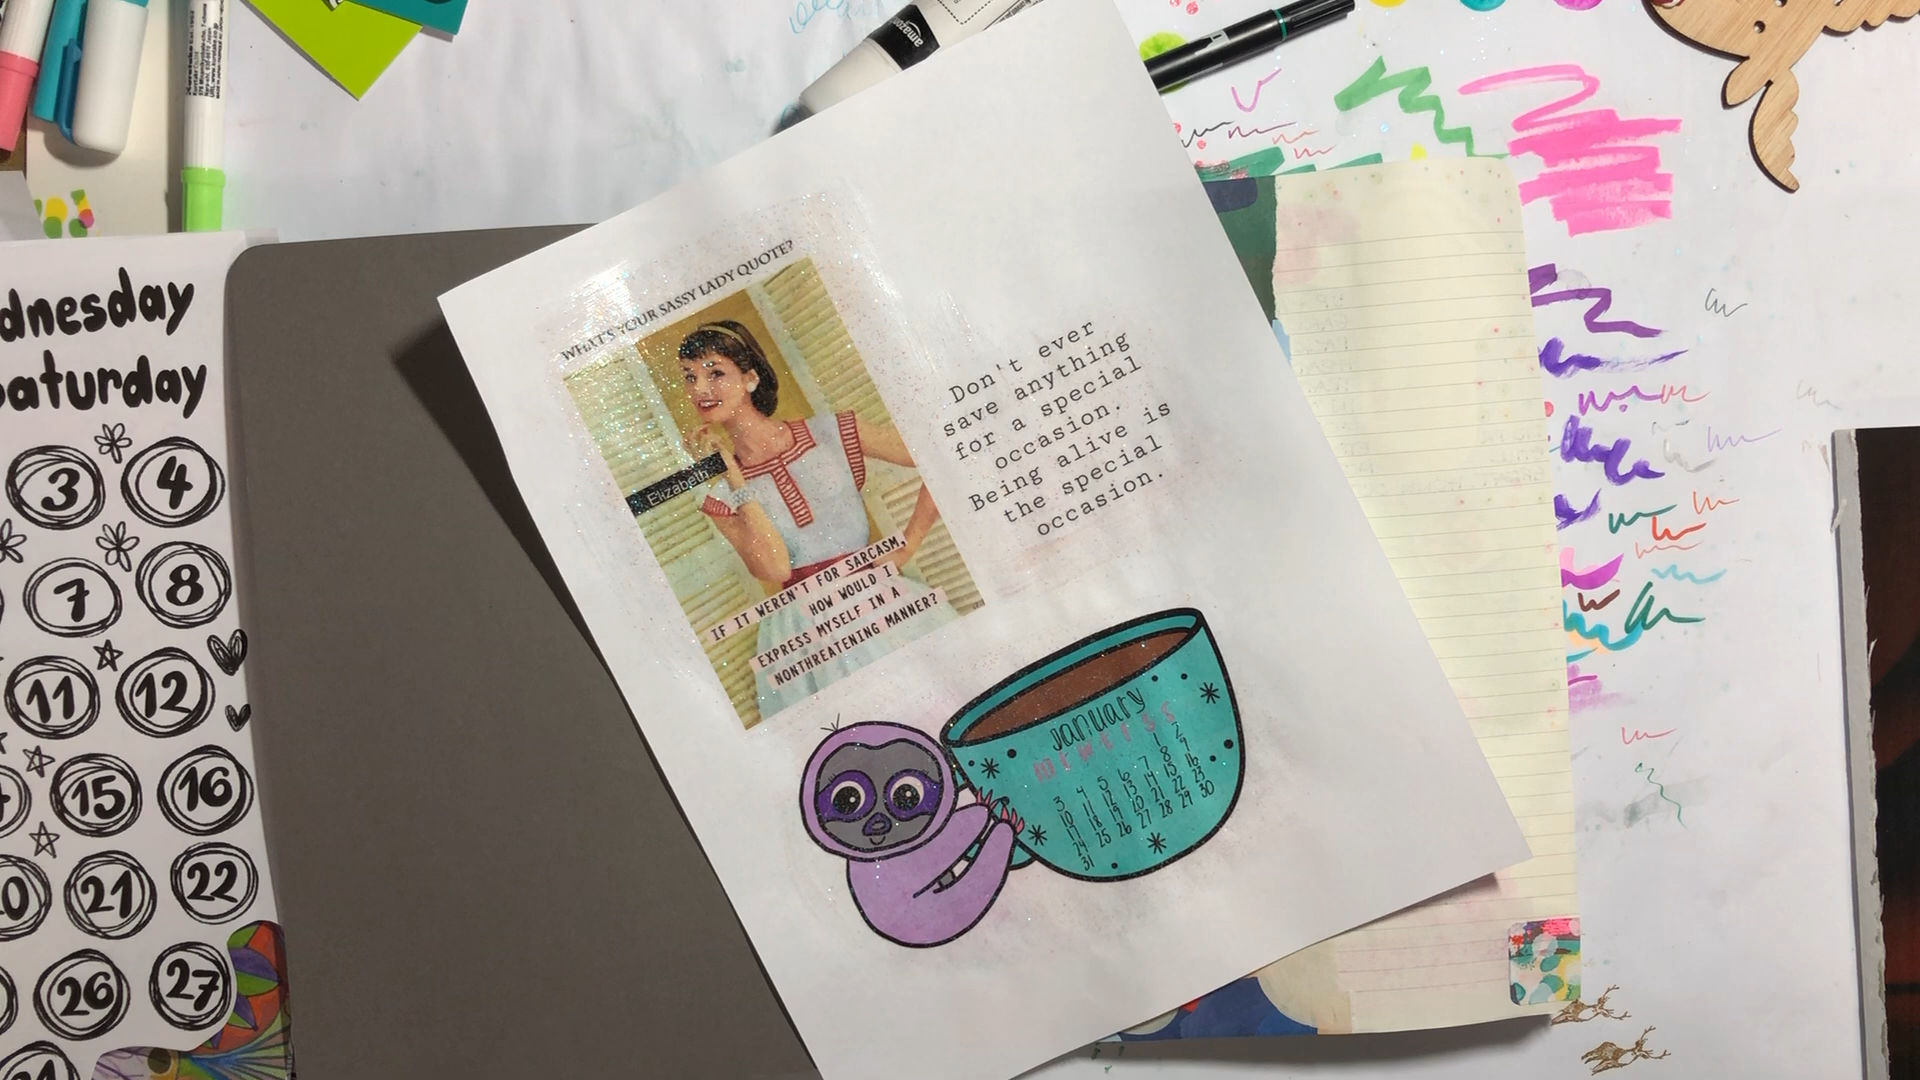 amazon
dnesday
aturday
3 4
7 8
11 12
15 16
21 22
26 27
WHAT'S YOUR SASSY LADY QUOTE?
Elizabeth
IF IT WEREN'T FOR SARCASM,
HOW WOULD I
EXPRESS MYSELF IN A
NONTHREATENING MANNER?
Don't ever
save anything
for a special
occasion.
Being alive is
the special
occasion.
January
1 2
3 4 5 6 7 8 9
10 11 12 13 14 15 16
17 18 19 20 21 22 23
24 25 26 27 28 29 30
31